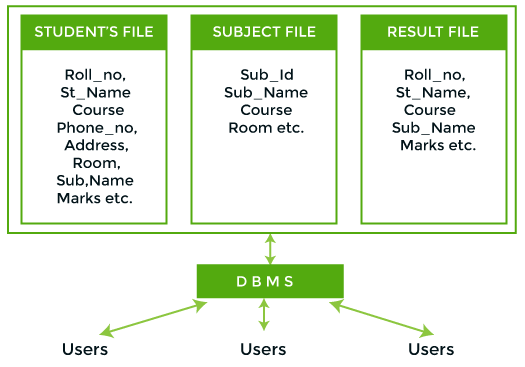 STUDENT'S FILE
Roll_no,
St_Name
Course
Phone_no,
Address,
Room,
Sub,Name
Marks etc.
SUBJECT FILE
Sub_Id
Sub_Name
Course
Room etc.
RESULT FILE
Roll_no,
St_Name,
Course
Sub_Name
Marks etc.
D B M S
Users
Users
Users